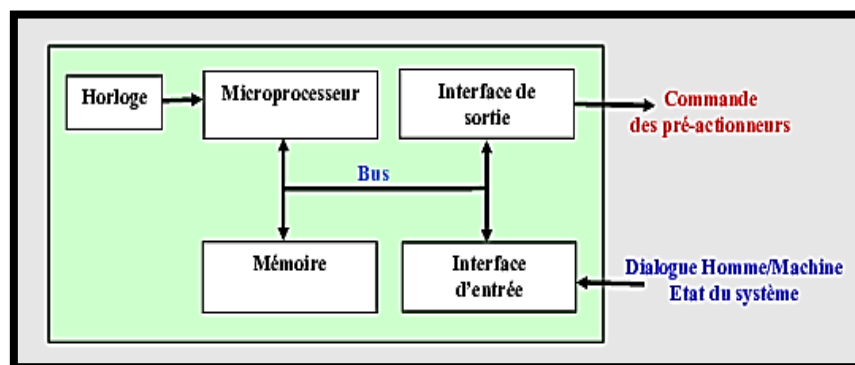 Horloge
Microprocesseur
Interface de
sortie
Commande
des pré-actionneurs
Bus
Mémoire
Interface
d'entrée
Dialogue Homme/Machine
Etat du système